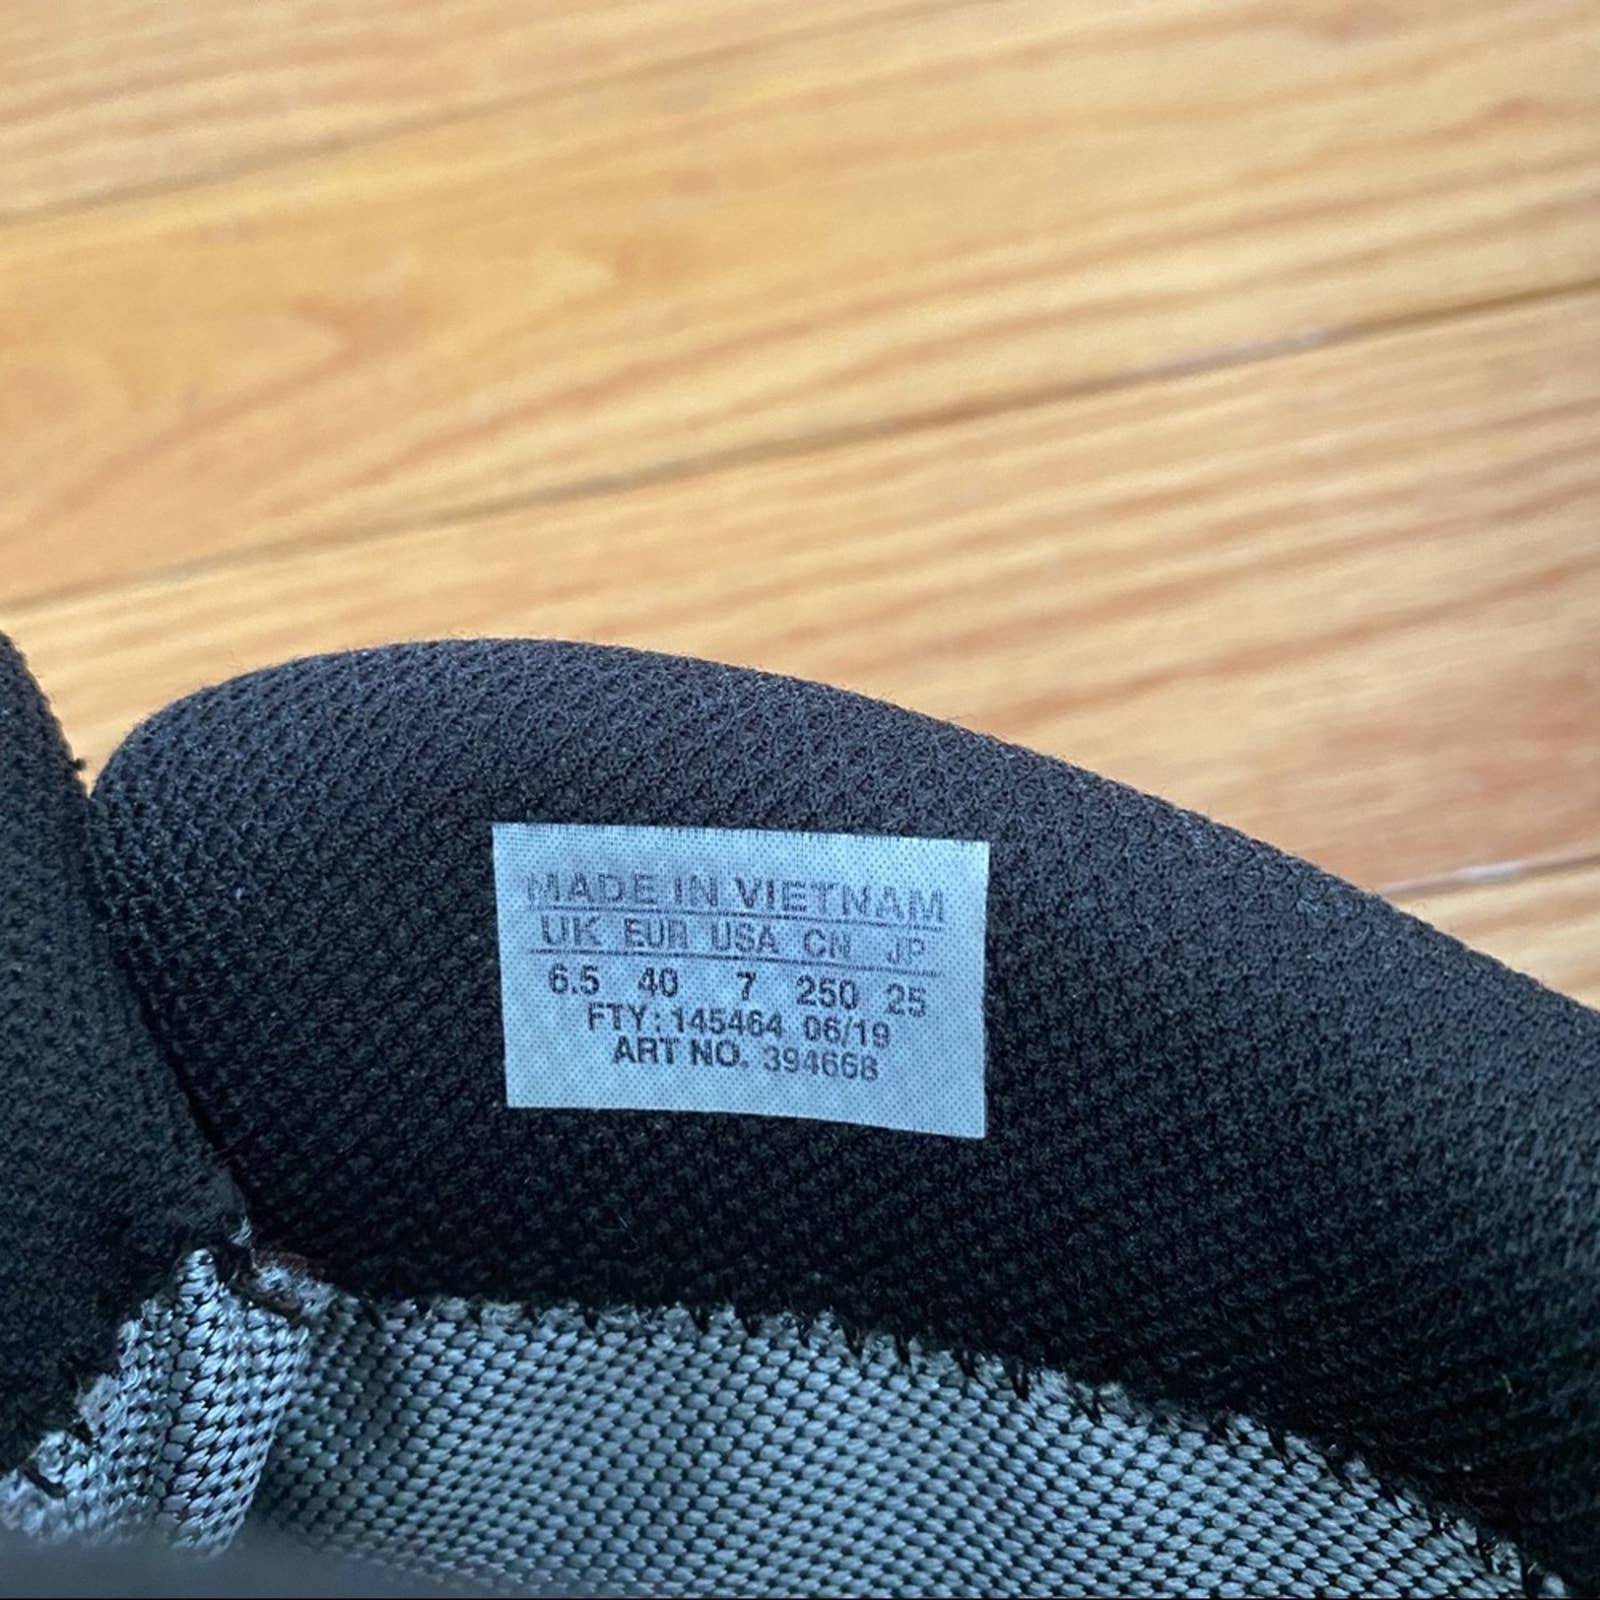 MADE IN VIETNAM
UK EUR USA CN JP
6.5 40 7 250 25
FTY: 145464 06/19
ART NO. 394668